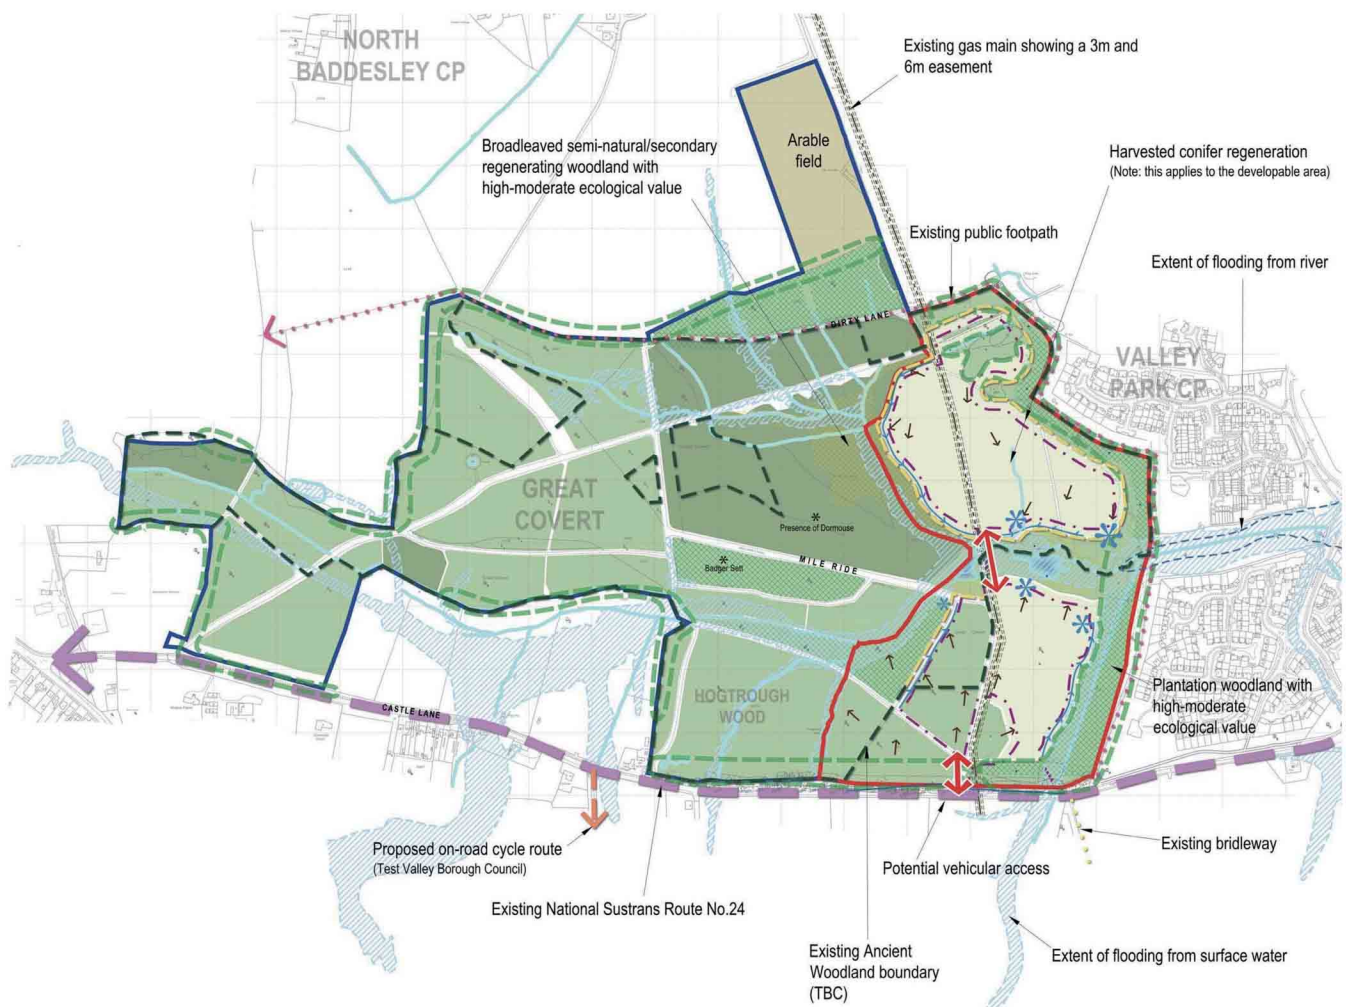 NORTH
BADDESLEY CP
Existing gas main showing a 3m and
6m easement
Arable
field
Broadleaved semi-natural/secondary
regenerating woodland with
high-moderate ecological value
Harvested conifer regeneration
(Note: this applies to the developable area)
Existing public footpath
Extent of flooding from river
DIRTY LANE
VALLEY
PARK CP
GREAT
COVERT
Presence of Dormouse
Badger Sett
MILE RIDE
HOGTROUGH
WOOD
Plantation woodland with
high-moderate
ecological value
CASTLE LANE
Proposed on-road cycle route
(Test Valley Borough Council)
Existing National Sustrans Route No.24
Potential vehicular access
Existing bridleway
Existing Ancient
Woodland boundary
(TBC)
Extent of flooding from surface water